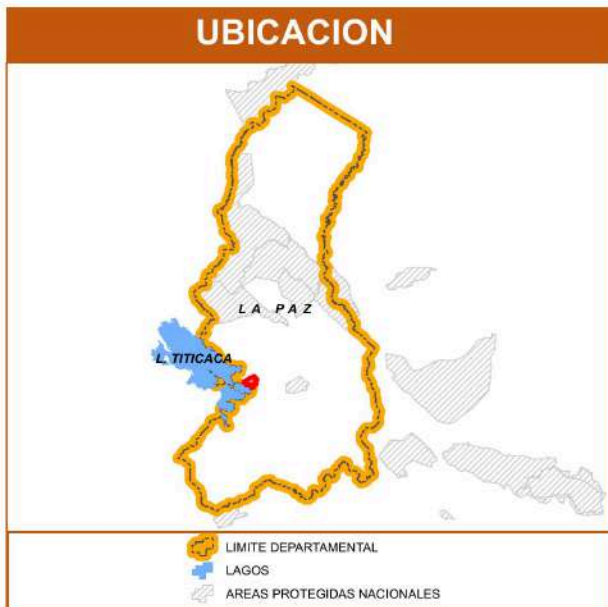 UBICACION
LA PAZ
L. TITICACA
LIMITE DEPARTAMENTAL
LAGOS
AREAS PROTEGIDAS NACIONALES